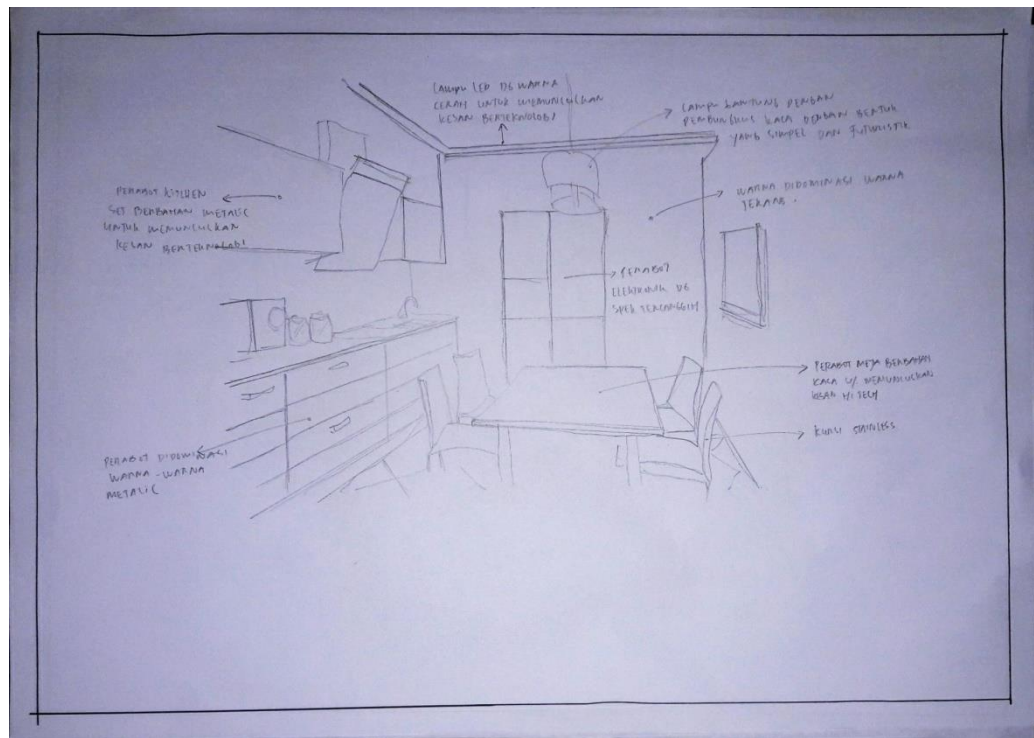 LAMPU LED DG WARNA
CERAH UNTUK MEMUNCULKAN
KESAN BERTEKNOLOGI
LAMPU GANTUNG DENGAN
PEMBUNGKUS KACA DENGAN BENTUK
YANG SIMPEL DAN FUTURISTIK
PERABOT KITCHEN
SET BERBAHAN METALIC
UNTUK MEMUNCULKAN
KESAN BERTEKNOLOGI
WARNA DIDOMINASI WARNA
TERANG.
PERABOT
ELEKTRONIK DG
SPEK TERCANGGIH
PERABOT MEJA BERBAHAN
KACA U/ MEMUNCULKAN
KESAN HI TECH
KURSI STAINLESS
PERABOT DIDOMINASI
WARNA-WARNA
METALIC